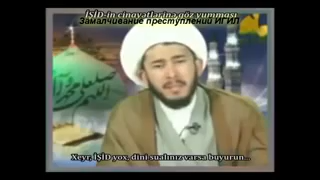 İŞİD-in cinayətlərinə göz yumması
Замалчивание преступлений ИГИЛ
Xeyr, İŞİD yox, dini sualınız varsa buyurun...